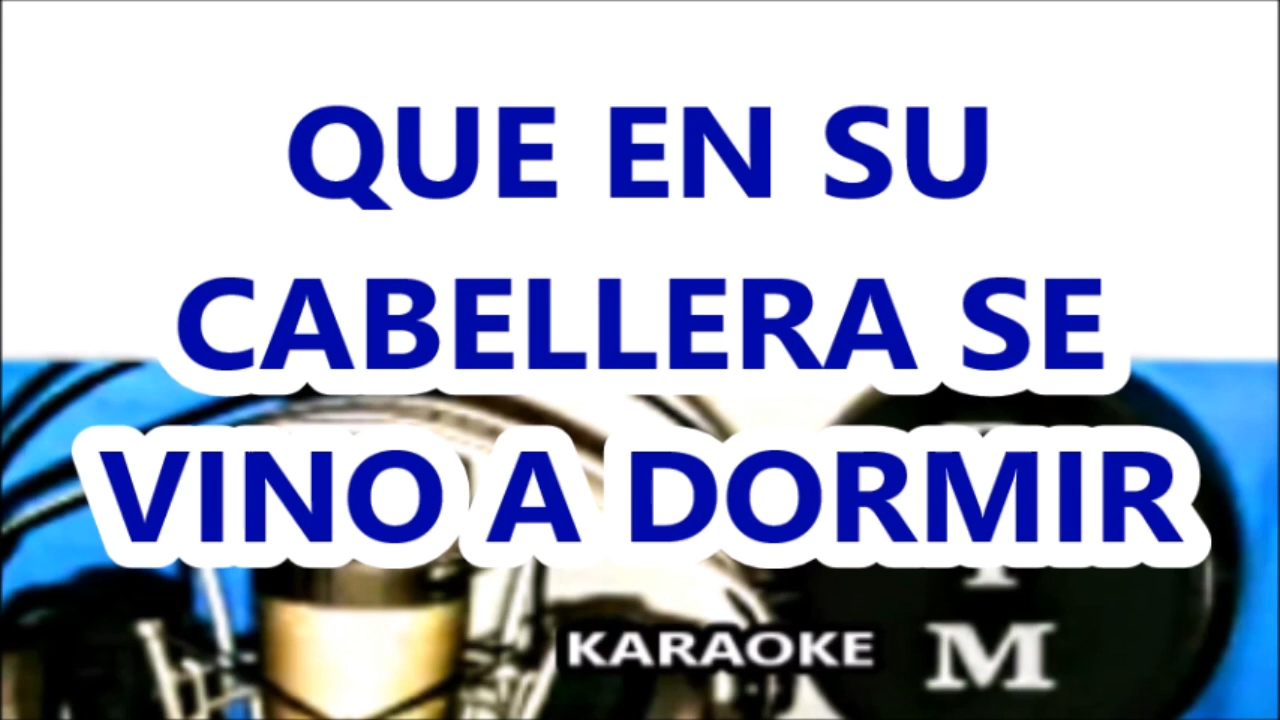 QUE EN SU
CABELLERA SE
VINO A DORMIR
KARAOKE
M